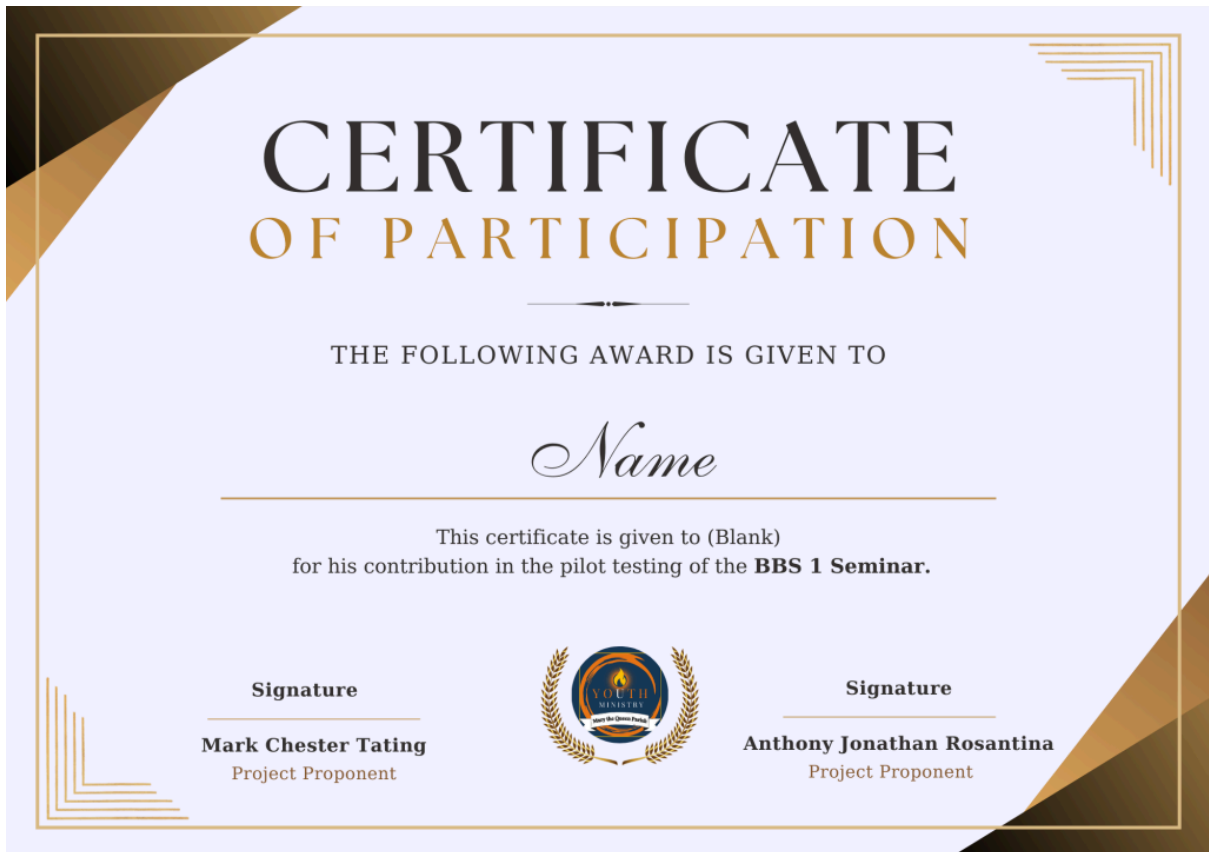 CERTIFICATE
OF PARTICIPATION
THE FOLLOWING AWARD IS GIVEN TO
Name
This certificate is given to (Blank)
for his contribution in the pilot testing of the BBS 1 Seminar.
Signature
Mark Chester Tating
Project Proponent
YOUTH
MINISTRY
Mary the Queen Parish
Signature
Anthony Jonathan Rosantina
Project Proponent